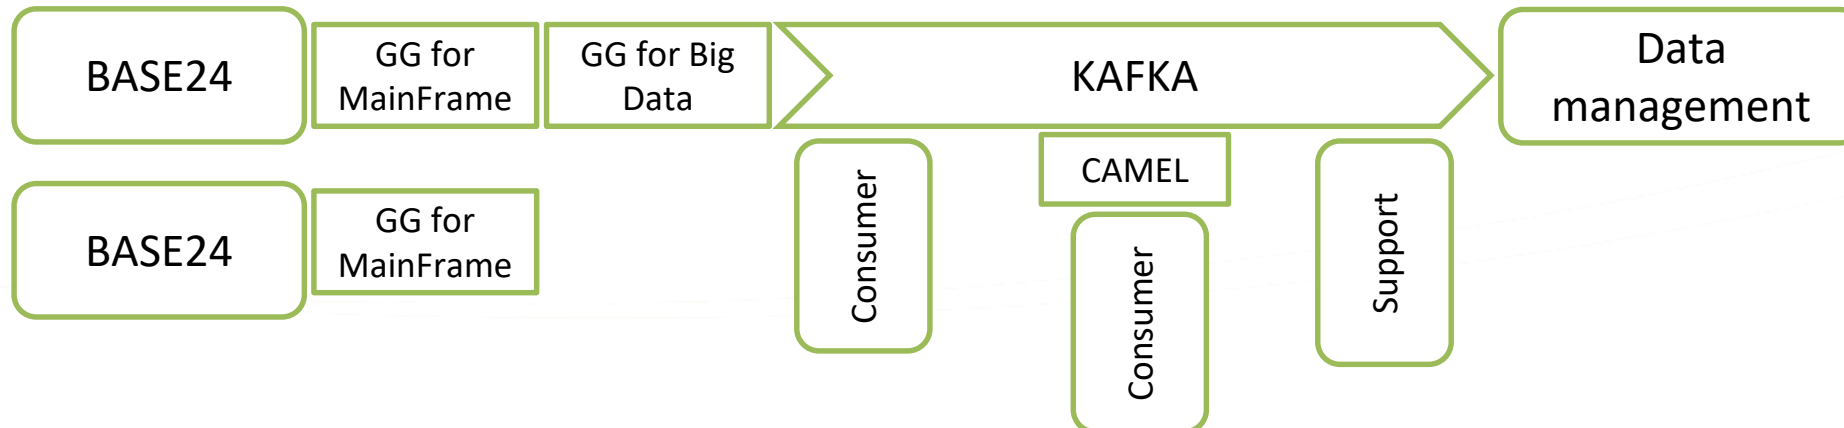 BASE24
GG for
MainFrame
GG for Big
Data
KAFKA
Data
management
BASE24
GG for
MainFrame
Consumer
CAMEL
Consumer
Support